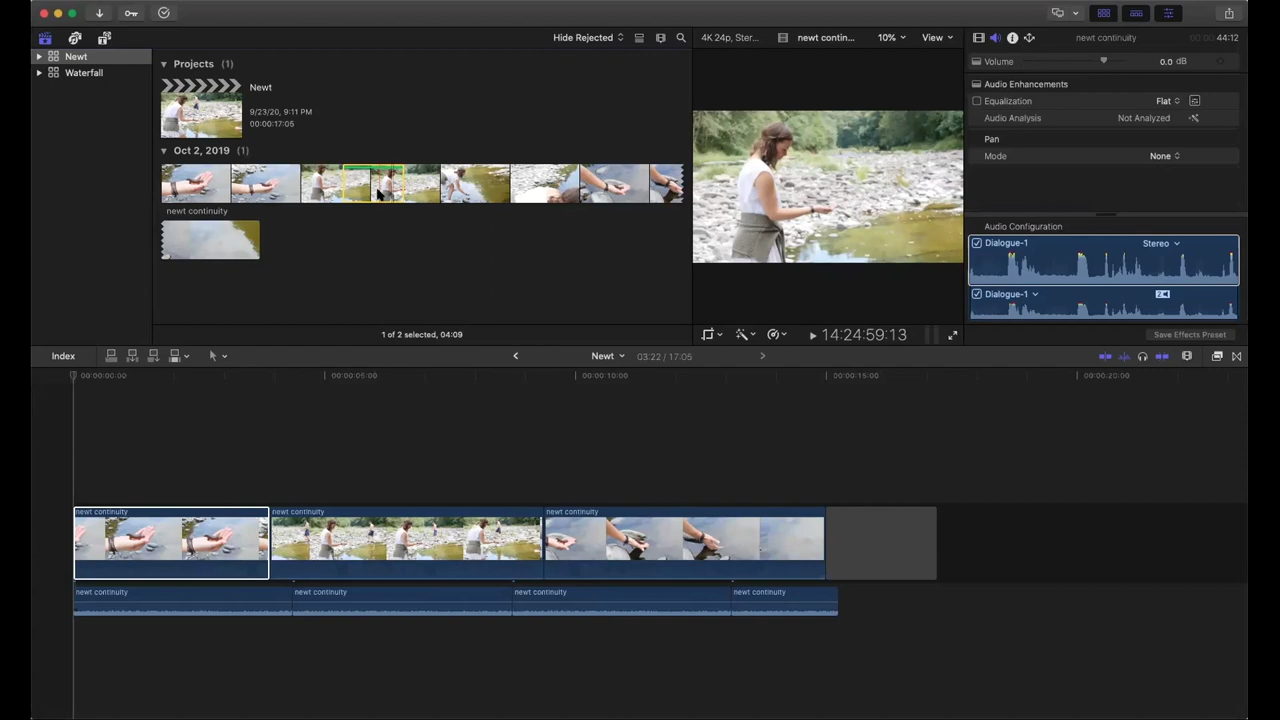 Hide Rejected
4K 24p, Ster...
newt contin...
10%
View
newt continuity
44:12
Newt
Waterfall
Projects (1)
Newt
9/23/20, 9:11 PM
00:00:17:05
Oct 2, 2019 (1)
newt continuity
1 of 2 selected, 04:09
14:24:59:13
Volume
0.0 dB
Audio Enhancements
Equalization
Flat
Audio Analysis
Not Analyzed
Pan
Mode
None
Audio Configuration
Dialogue-1
Stereo
Dialogue-1
2
Save Effects Preset
Index
Newt
03:22 / 17:05
00:00:00:00
00:00:05:00
00:00:10:00
00:00:15:00
00:00:20:00
newt continuity
newt continuity
newt continuity
newt continuity
newt continuity
newt continuity
newt continuity